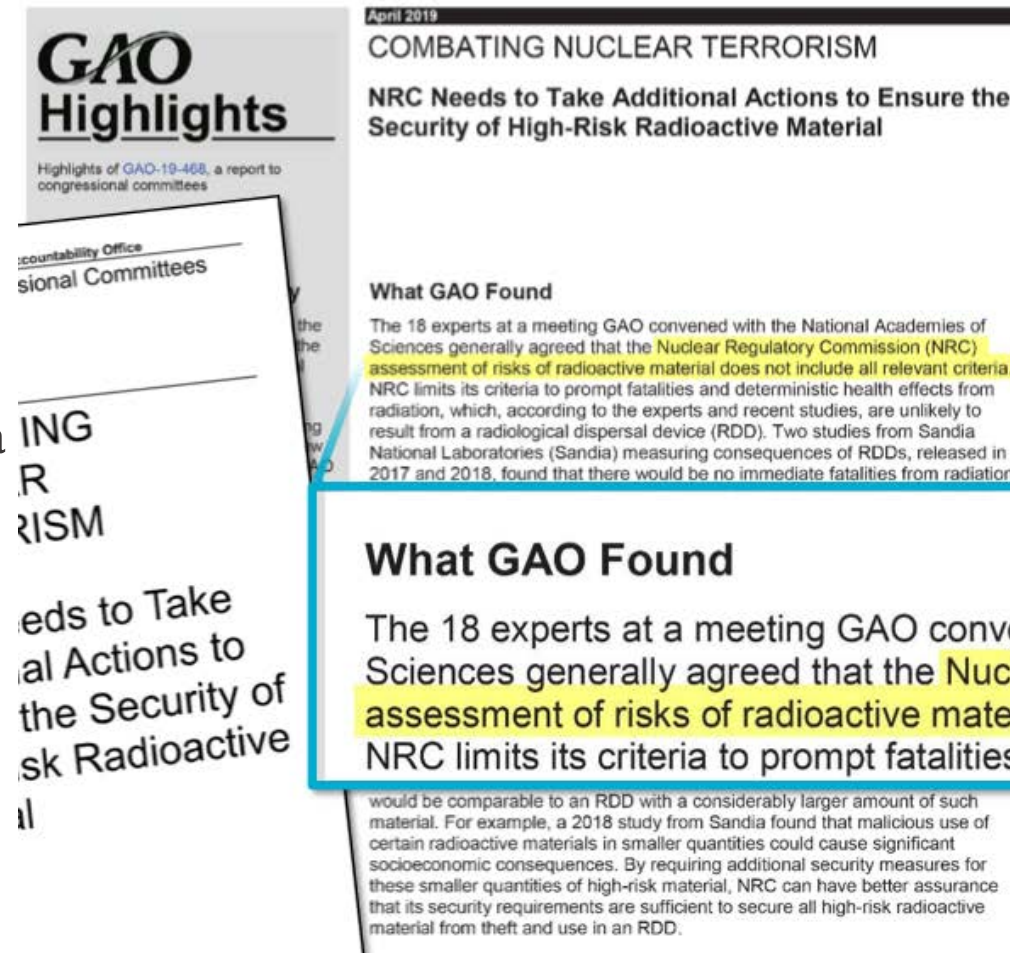 GAO
Highlights
Highlights of GAO-19-468, a report to
congressional committees
April 2019
COMBATING NUCLEAR TERRORISM
NRC Needs to Take Additional Actions to Ensure the
Security of High-Risk Radioactive Material
What GAO Found
The 18 experts at a meeting GAO convened with the National Academies of
Sciences generally agreed that the Nuclear Regulatory Commission (NRC)
assessment of risks of radioactive material does not include all relevant criteria
NRC limits its criteria to prompt fatalities and deterministic health effects from
radiation, which, according to the experts and recent studies, are unlikely to
result from a radiological dispersal device (RDD). Two studies from Sandia
National Laboratories (Sandia) measuring consequences of RDDs, released in
2017 and 2018, found that there would be no immediate fatalities from radiation
What GAO Found
The 18 experts at a meeting GAO conve
Sciences generally agreed that the Nuc
assessment of risks of radioactive mate
NRC limits its criteria to prompt fatalities
would be comparable to an RDD with a considerably larger amount of such
material. For example, a 2018 study from Sandia found that malicious use of
certain radioactive materials in smaller quantities could cause significant
socioeconomic consequences. By requiring additional security measures for
these smaller quantities of high-risk material, NRC can have better assurance
that its security requirements are sufficient to secure all high-risk radioactive
material from theft and use in an RDD.
ccountability Office
sional Committees
ING
R
RISM
eds to Take
al Actions to
the Security of
sk Radioactive
al
a
y
the
the
ng
w